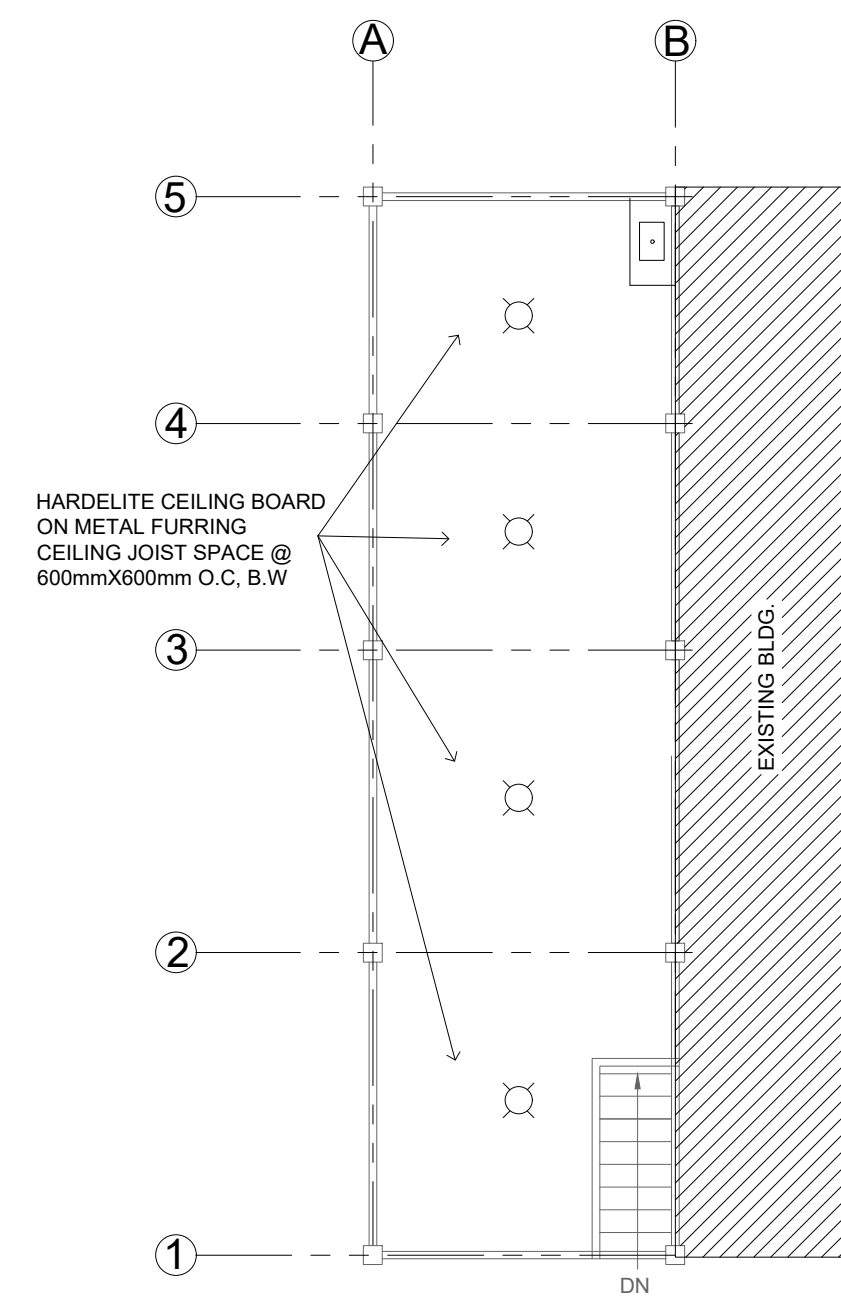 A
B
5
4
HARDELITE CEILING BOARD
ON METAL FURRING
CEILING JOIST SPACE @
600mmX600mm O.C, B.W
3
EXISTING BLDG.
2
1
DN